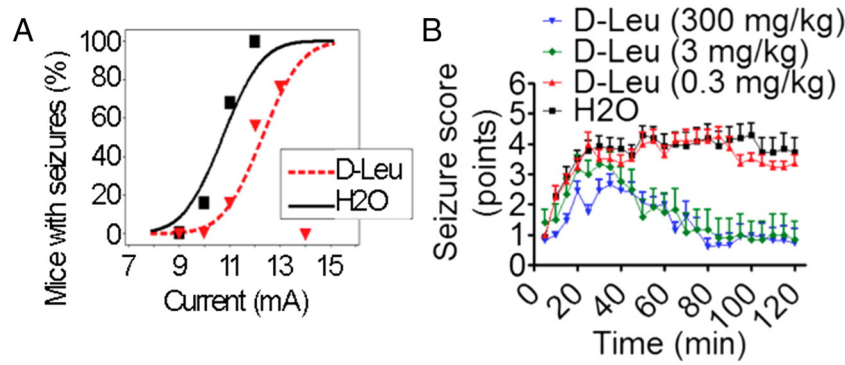 A
Mice with seizures (%)
100
80
60
40
20
0
7 9 11 13 15
Current (mA)
D-Leu
H2O
B
D-Leu (300 mg/kg)
D-Leu (3 mg/kg)
D-Leu (0.3 mg/kg)
H2O
Seizure score
(points)
6
5
4
3
2
1
0
0 20 40 60 80 100 120
Time (min)